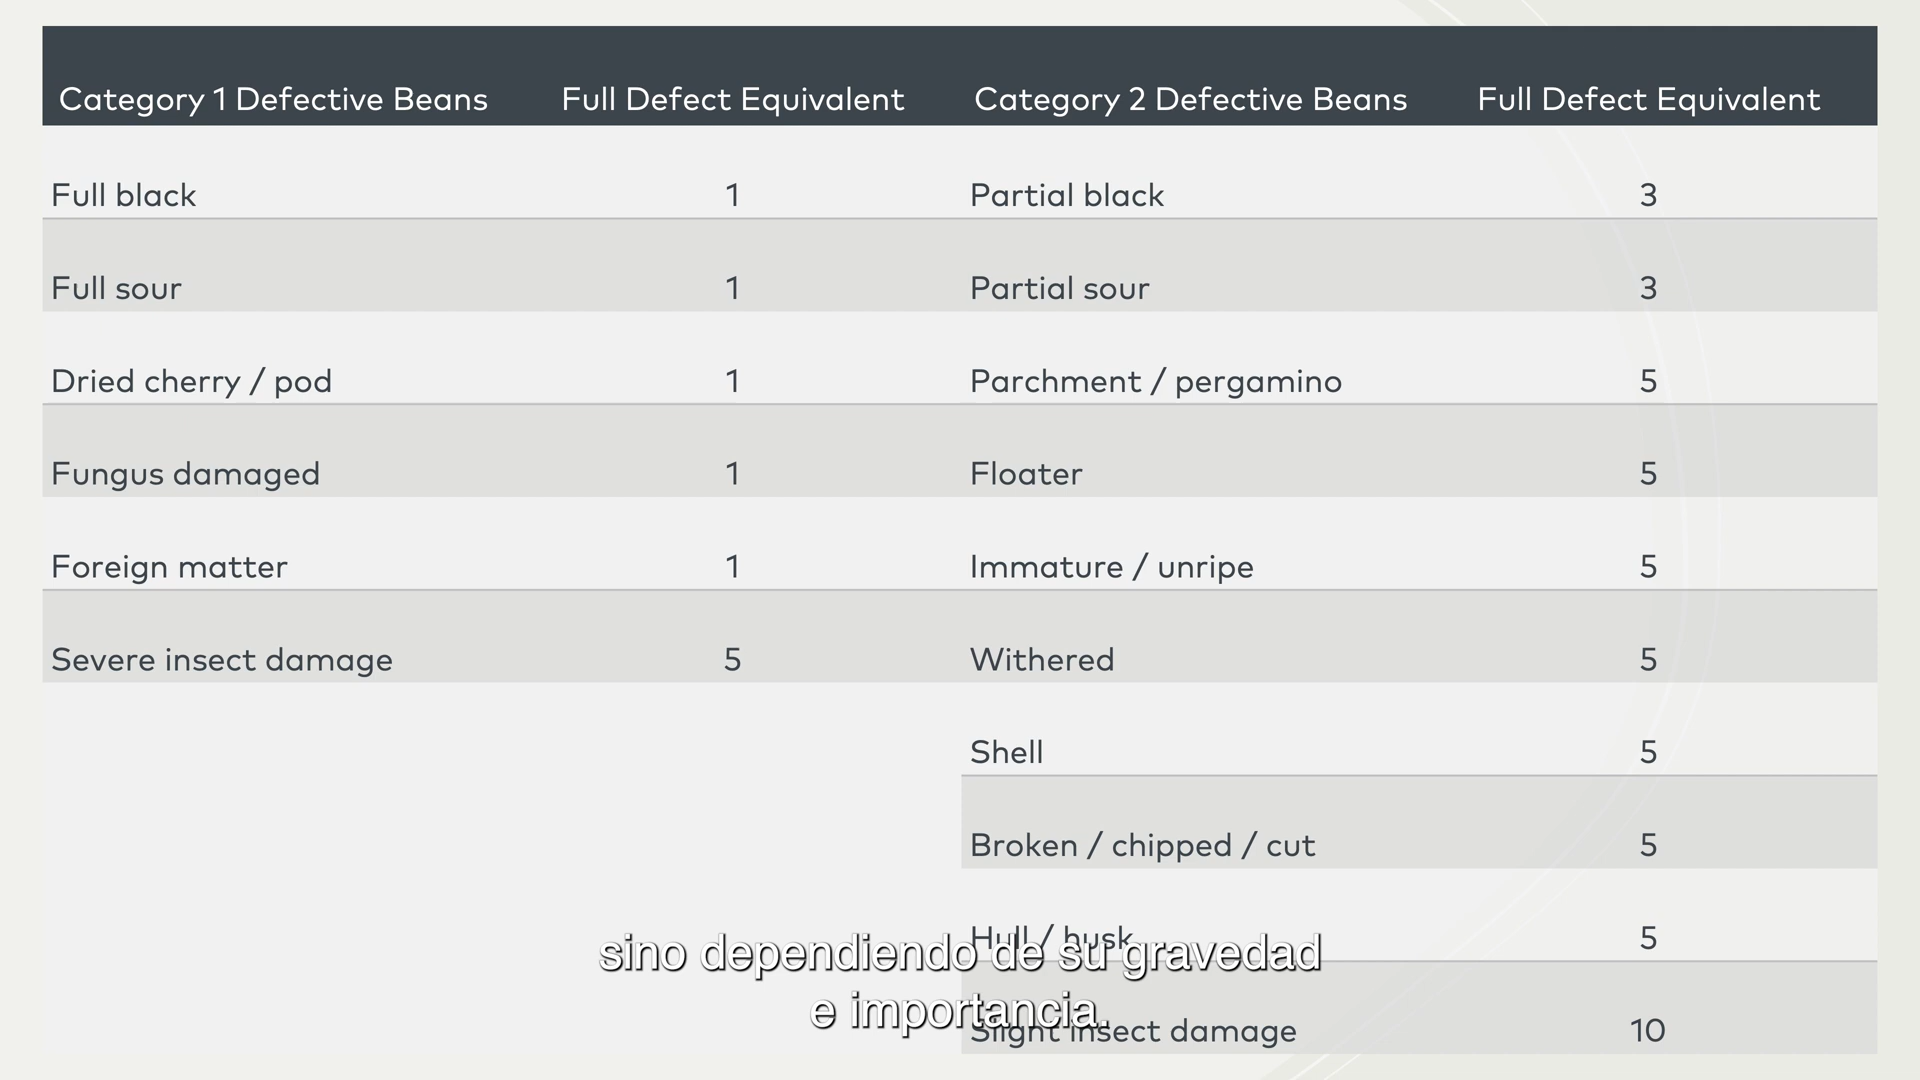 Category 1 Defective Beans Full Defect Equivalent Category 2 Defective Beans Full Defect Equivalent
Full black 1 Partial black 3
Full sour 1 Partial sour 3
Dried cherry / pod 1 Parchment / pergamino 5
Fungus damaged 1 Floater 5
Foreign matter 1 Immature / unripe 5
Severe insect damage 5 Withered 5
Shell 5
Broken / chipped / cut 5
Hull / husk 5
sino dependiendo de su gravedad
e importancia.
Slight insect damage 10